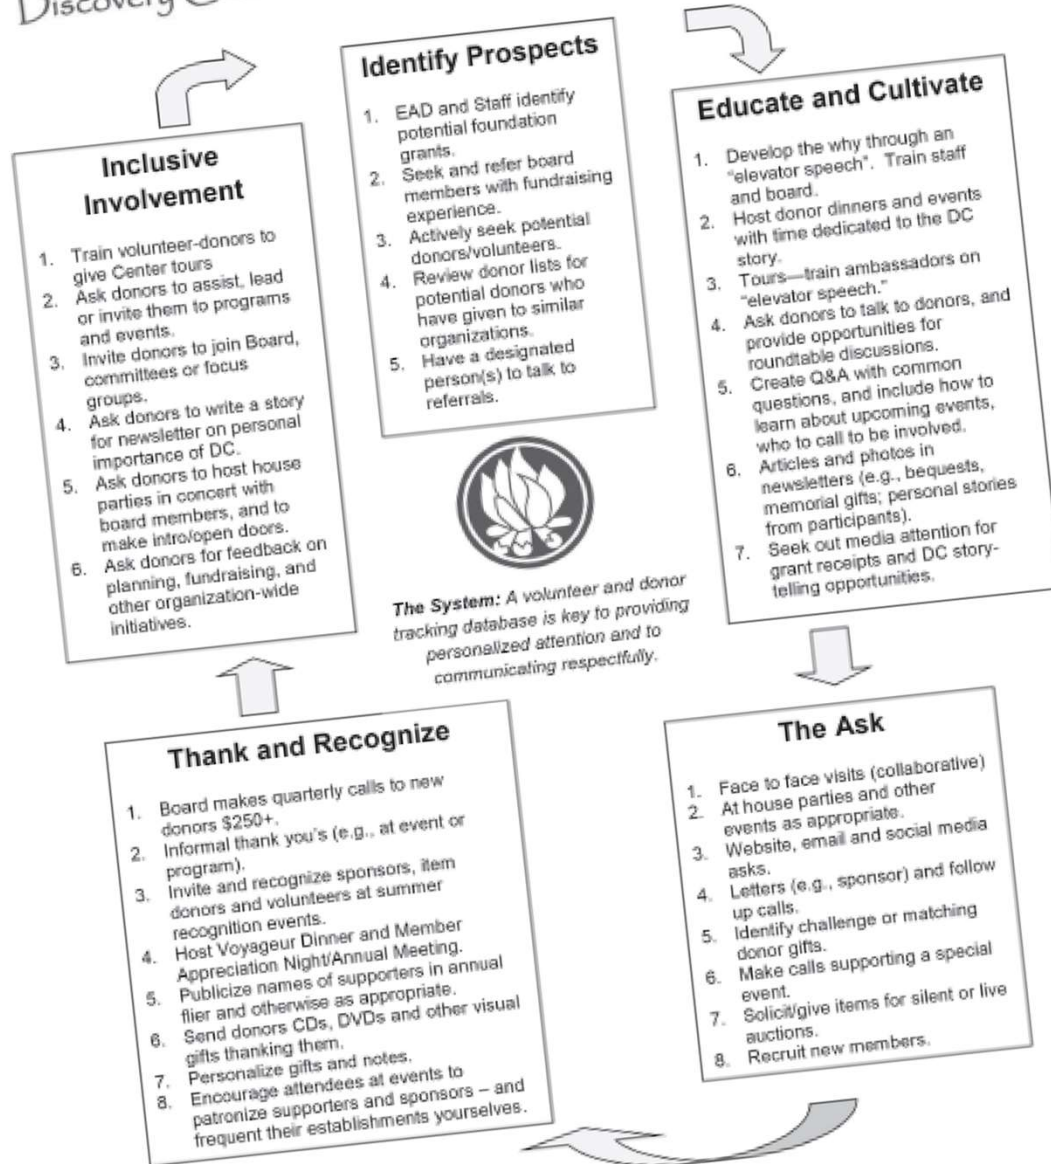 Discovery
Identify Prospects
1. EAD and Staff identify
potential foundation
grants.
2. Seek and refer board
members with fundraising
experience.
3. Actively seek potential
donors/volunteers.
4. Review donor lists for
potential donors who
have given to similar
organizations.
5. Have a designated
person(s) to talk to
referrals.
Educate and Cultivate
1. Develop the why through an
"elevator speech". Train staff
and board.
2. Host donor dinners and events
with time dedicated to the DC
story.
3. Tours—train ambassadors on
"elevator speech."
4. Ask donors to talk to donors, and
provide opportunities for
roundtable discussions.
5. Create Q&A with common
questions, and include how to
learn about upcoming events,
who to call to be involved.
6. Articles and photos in
newsletters (e.g., bequests,
memorial gifts; personal stories
from participants).
7. Seek out media attention for
grant receipts and DC story-
telling opportunities.
The Ask
1. Face to face visits (collaborative)
2. At house parties and other
events as appropriate.
3. Website, email and social media
asks.
4. Letters (e.g., sponsor) and follow
up calls.
5. Identify challenge or matching
donor gifts.
6. Make calls supporting a special
event.
7. Solicit/give items for silent or live
auctions.
8. Recruit new members.
Thank and Recognize
1. Board makes quarterly calls to new
donors $250+.
2. Informal thank you's (e.g., at event or
program).
3. Invite and recognize sponsors, item
donors and volunteers at summer
recognition events.
4. Host Voyageur Dinner and Member
Appreciation Night/Annual Meeting.
5. Publicize names of supporters in annual
flier and otherwise as appropriate.
6. Send donors CDs, DVDs and other visual
gifts thanking them.
7. Personalize gifts and notes.
8. Encourage attendees at events to
patronize supporters and sponsors – and
frequent their establishments yourselves.
Inclusive
Involvement
1. Train volunteer-donors to
give Center tours
2. Ask donors to assist, lead
or invite them to programs
and events.
3. Invite donors to join Board,
committees or focus
groups.
4. Ask donors to write a story
for newsletter on personal
importance of DC.
5. Ask donors to host house
parties in concert with
board members, and to
make intro/open doors.
6. Ask donors for feedback on
planning, fundraising, and
other organization-wide
initiatives.
The System: A volunteer and donor
tracking database is key to providing
personalized attention and to
communicating respectfully.